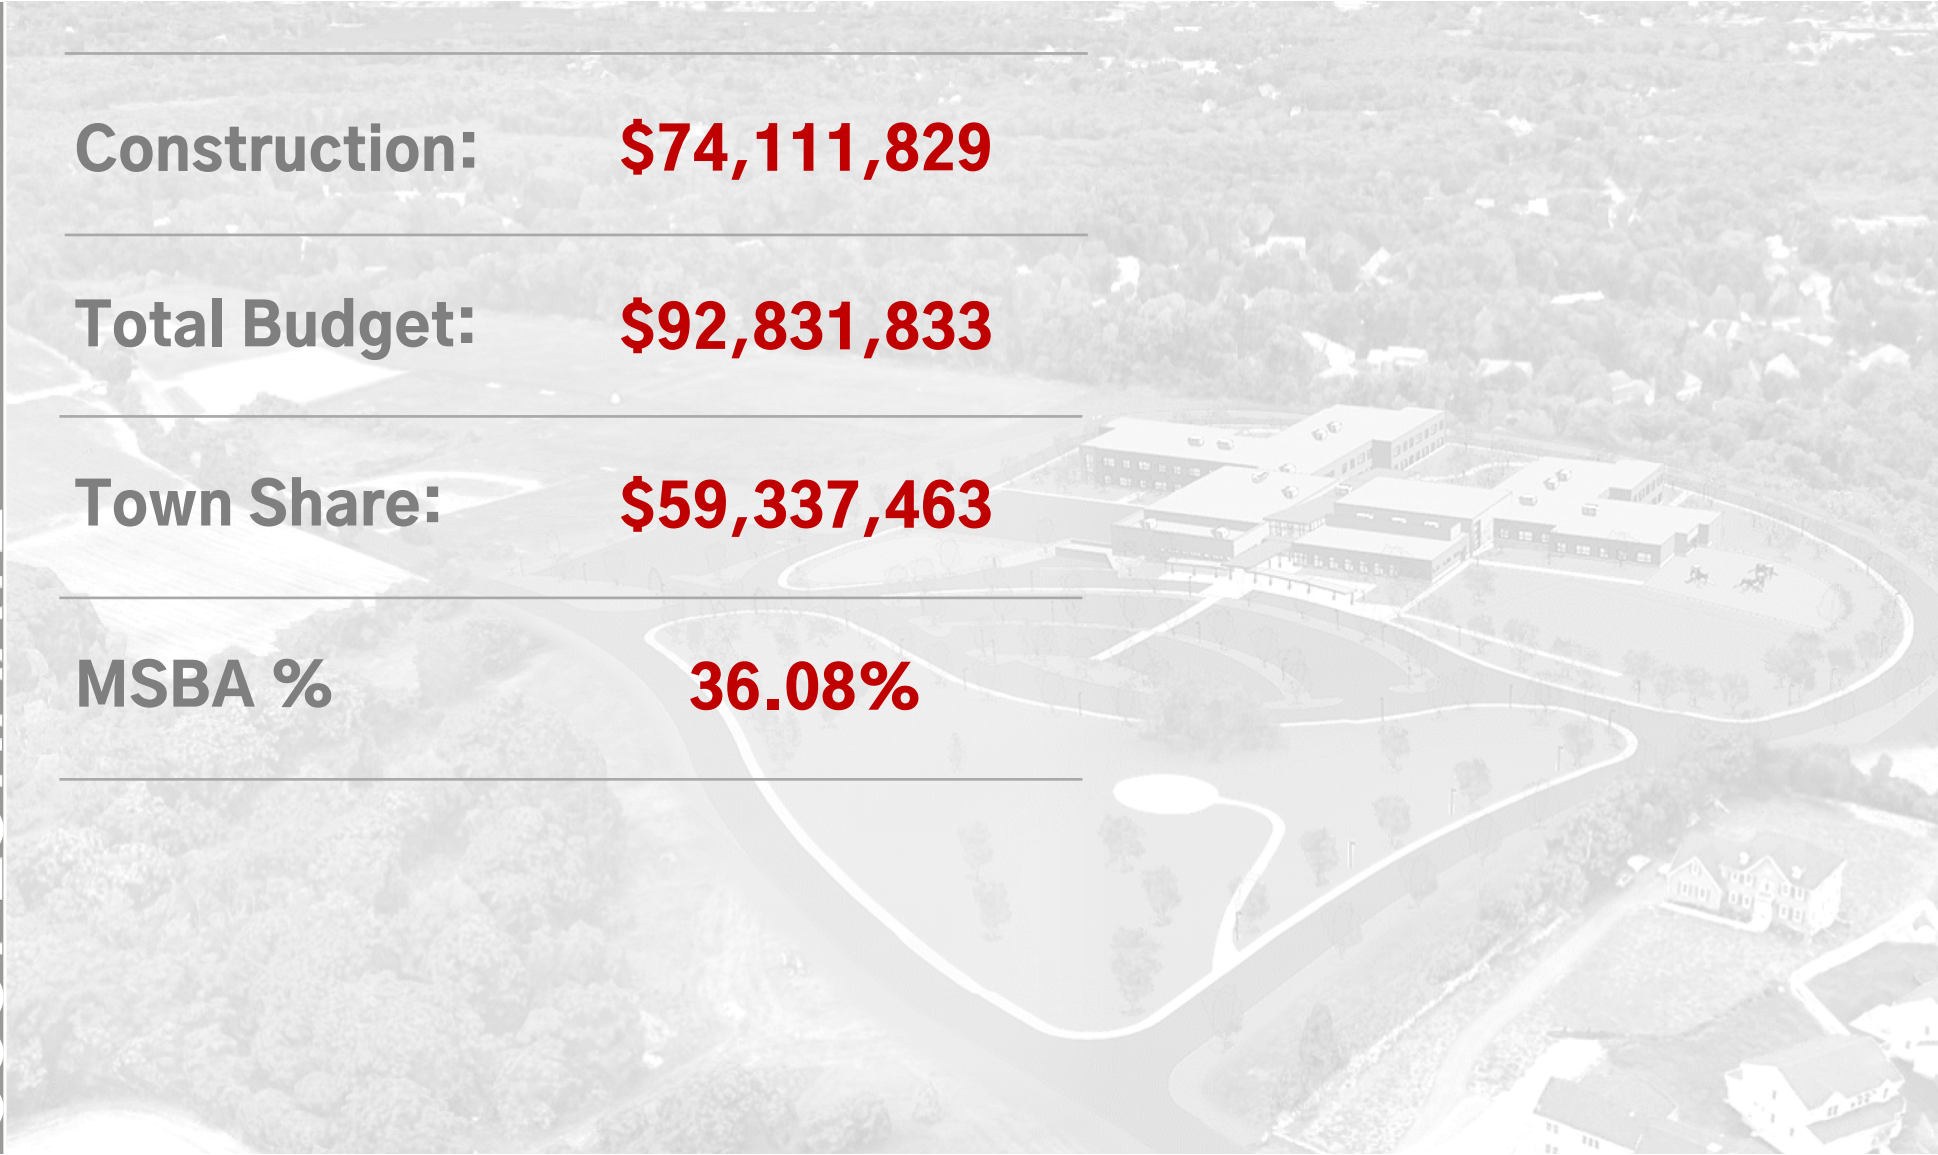 Construction: $74,111,829
Total Budget: $92,831,833
Town Share: $59,337,463
MSBA % 36.08%